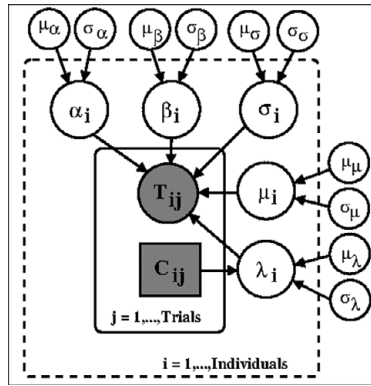 μα σα μβ σβ μσ σσ
αi βi σi
Tij μi μμ
σμ
Cij λi μλ
σλ
j = 1,...,Trials
i = 1,...,Individuals